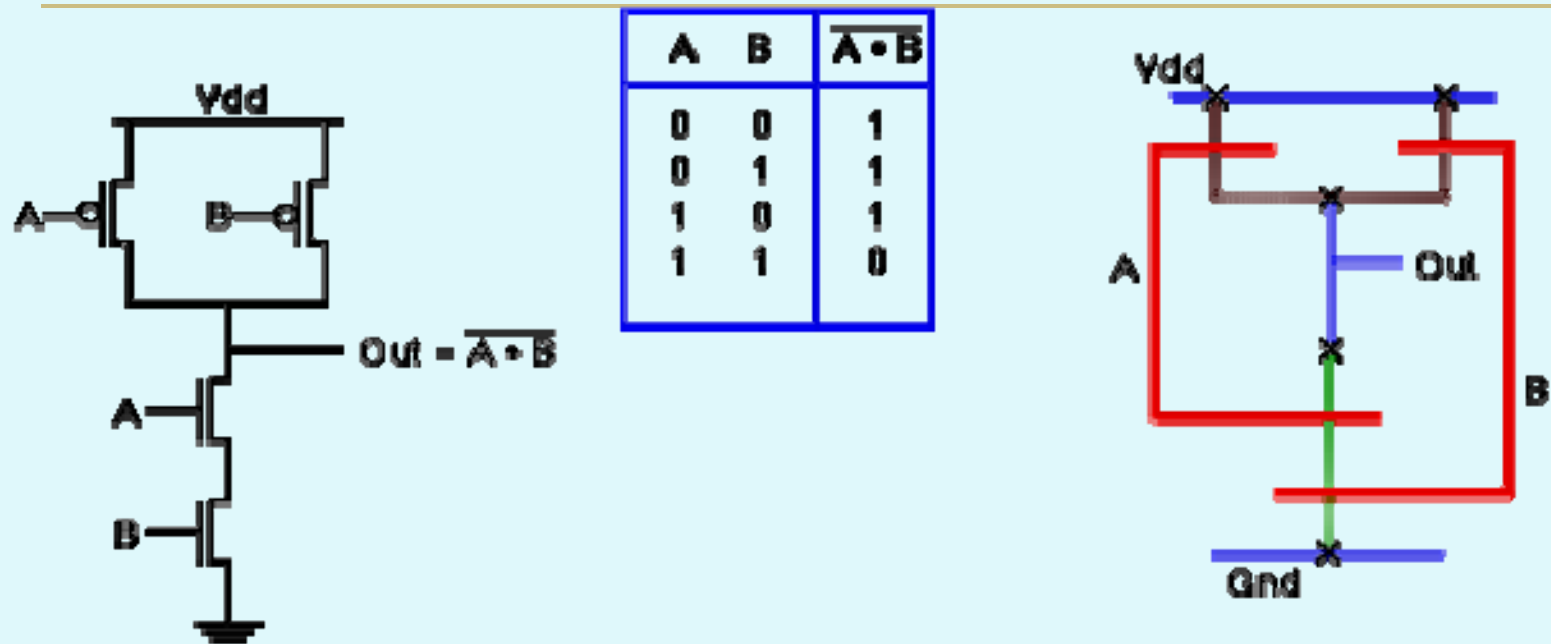 Vdd
A
B
Out = A̅ ̅•̅ ̅B̅
A
B
A B A̅ ̅•̅ ̅B̅
0 0 1
0 1 1
1 0 1
1 1 0
Vdd
A
Out
B
Gnd